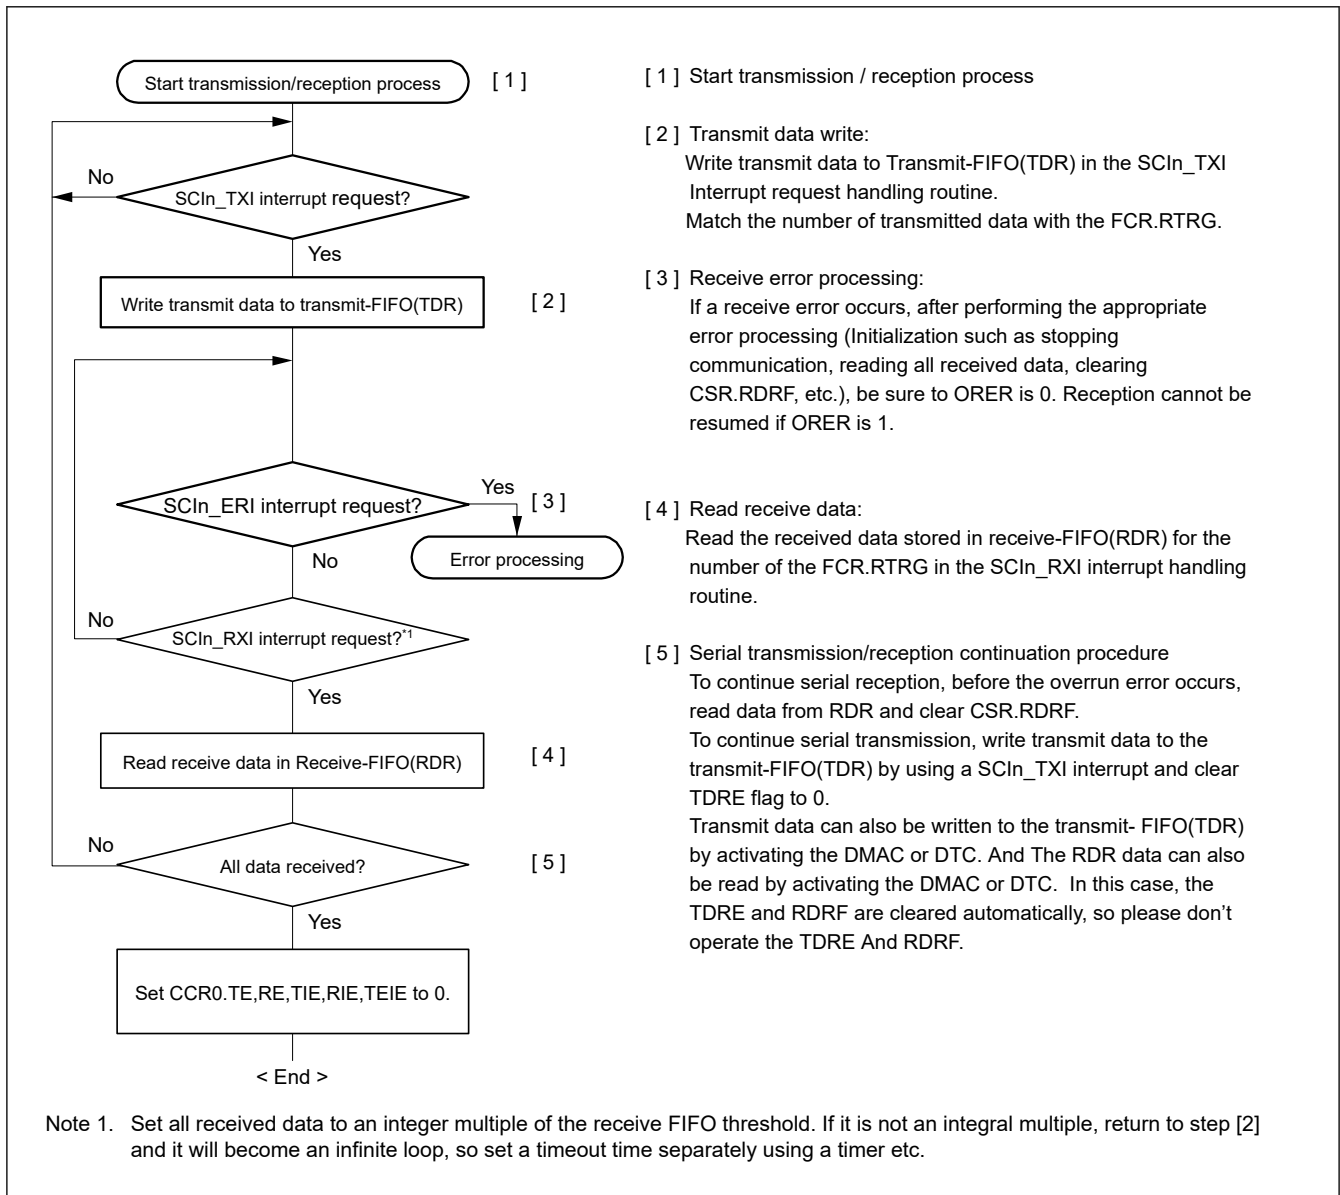 Start transmission/reception process
[ 1 ]
No
SCIn_TXI interrupt request?
Yes
Write transmit data to transmit-FIFO(TDR)
[ 2 ]
SCIn_ERI interrupt request?
Yes
[ 3 ]
Error processing
No
No
SCIn_RXI interrupt request?*1
Yes
Read receive data in Receive-FIFO(RDR)
[ 4 ]
No
All data received?
[ 5 ]
Yes
Set CCR0.TE,RE,TIE,RIE,TEIE to 0.
< End >
[ 1 ] Start transmission / reception process
[ 2 ] Transmit data write:
Write transmit data to Transmit-FIFO(TDR) in the SCIn_TXI
Interrupt request handling routine.
Match the number of transmitted data with the FCR.RTRG.
[ 3 ] Receive error processing:
If a receive error occurs, after performing the appropriate
error processing (Initialization such as stopping
communication, reading all received data, clearing
CSR.RDRF, etc.), be sure to ORER is 0. Reception cannot be
resumed if ORER is 1.
[ 4 ] Read receive data:
Read the received data stored in receive-FIFO(RDR) for the
number of the FCR.RTRG in the SCIn_RXI interrupt handling
routine.
[ 5 ] Serial transmission/reception continuation procedure
To continue serial reception, before the overrun error occurs,
read data from RDR and clear CSR.RDRF.
To continue serial transmission, write transmit data to the
transmit-FIFO(TDR) by using a SCIn_TXI interrupt and clear
TDRE flag to 0.
Transmit data can also be written to the transmit- FIFO(TDR)
by activating the DMAC or DTC. And The RDR data can also
be read by activating the DMAC or DTC.  In this case, the
TDRE and RDRF are cleared automatically, so please don't
operate the TDRE And RDRF.
Note 1. Set all received data to an integer multiple of the receive FIFO threshold. If it is not an integral multiple, return to step [2]
and it will become an infinite loop, so set a timeout time separately using a timer etc.